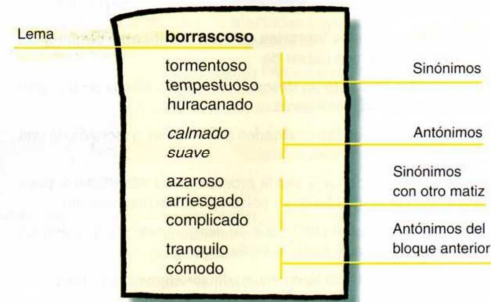 Lema
borrascoso
tormentoso
tempestuoso
huracanado
Sinónimos
calmado
suave
Antónimos
azaroso
arriesgado
complicado
Sinónimos
con otro matiz
tranquilo
cómodo
Antónimos del
bloque anterior